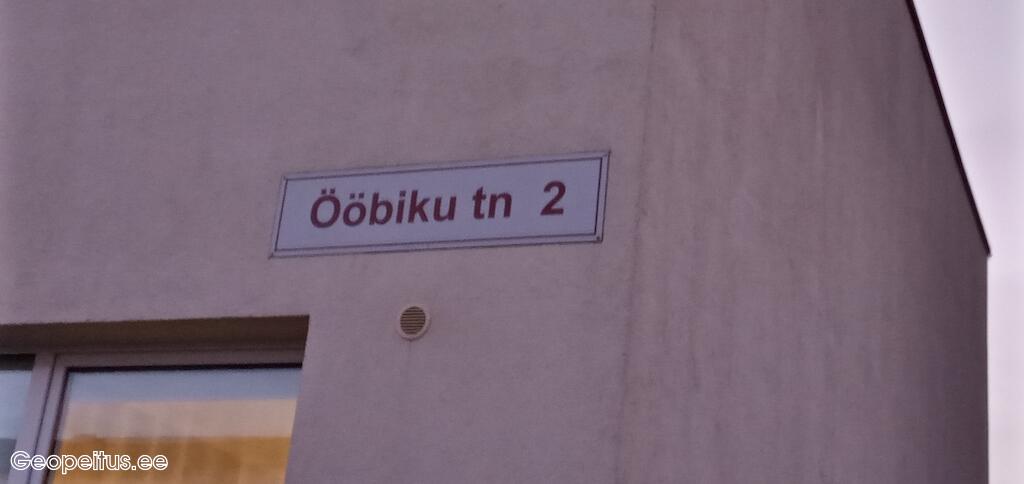 Ööbiku tn 2
Geopeitus.ee